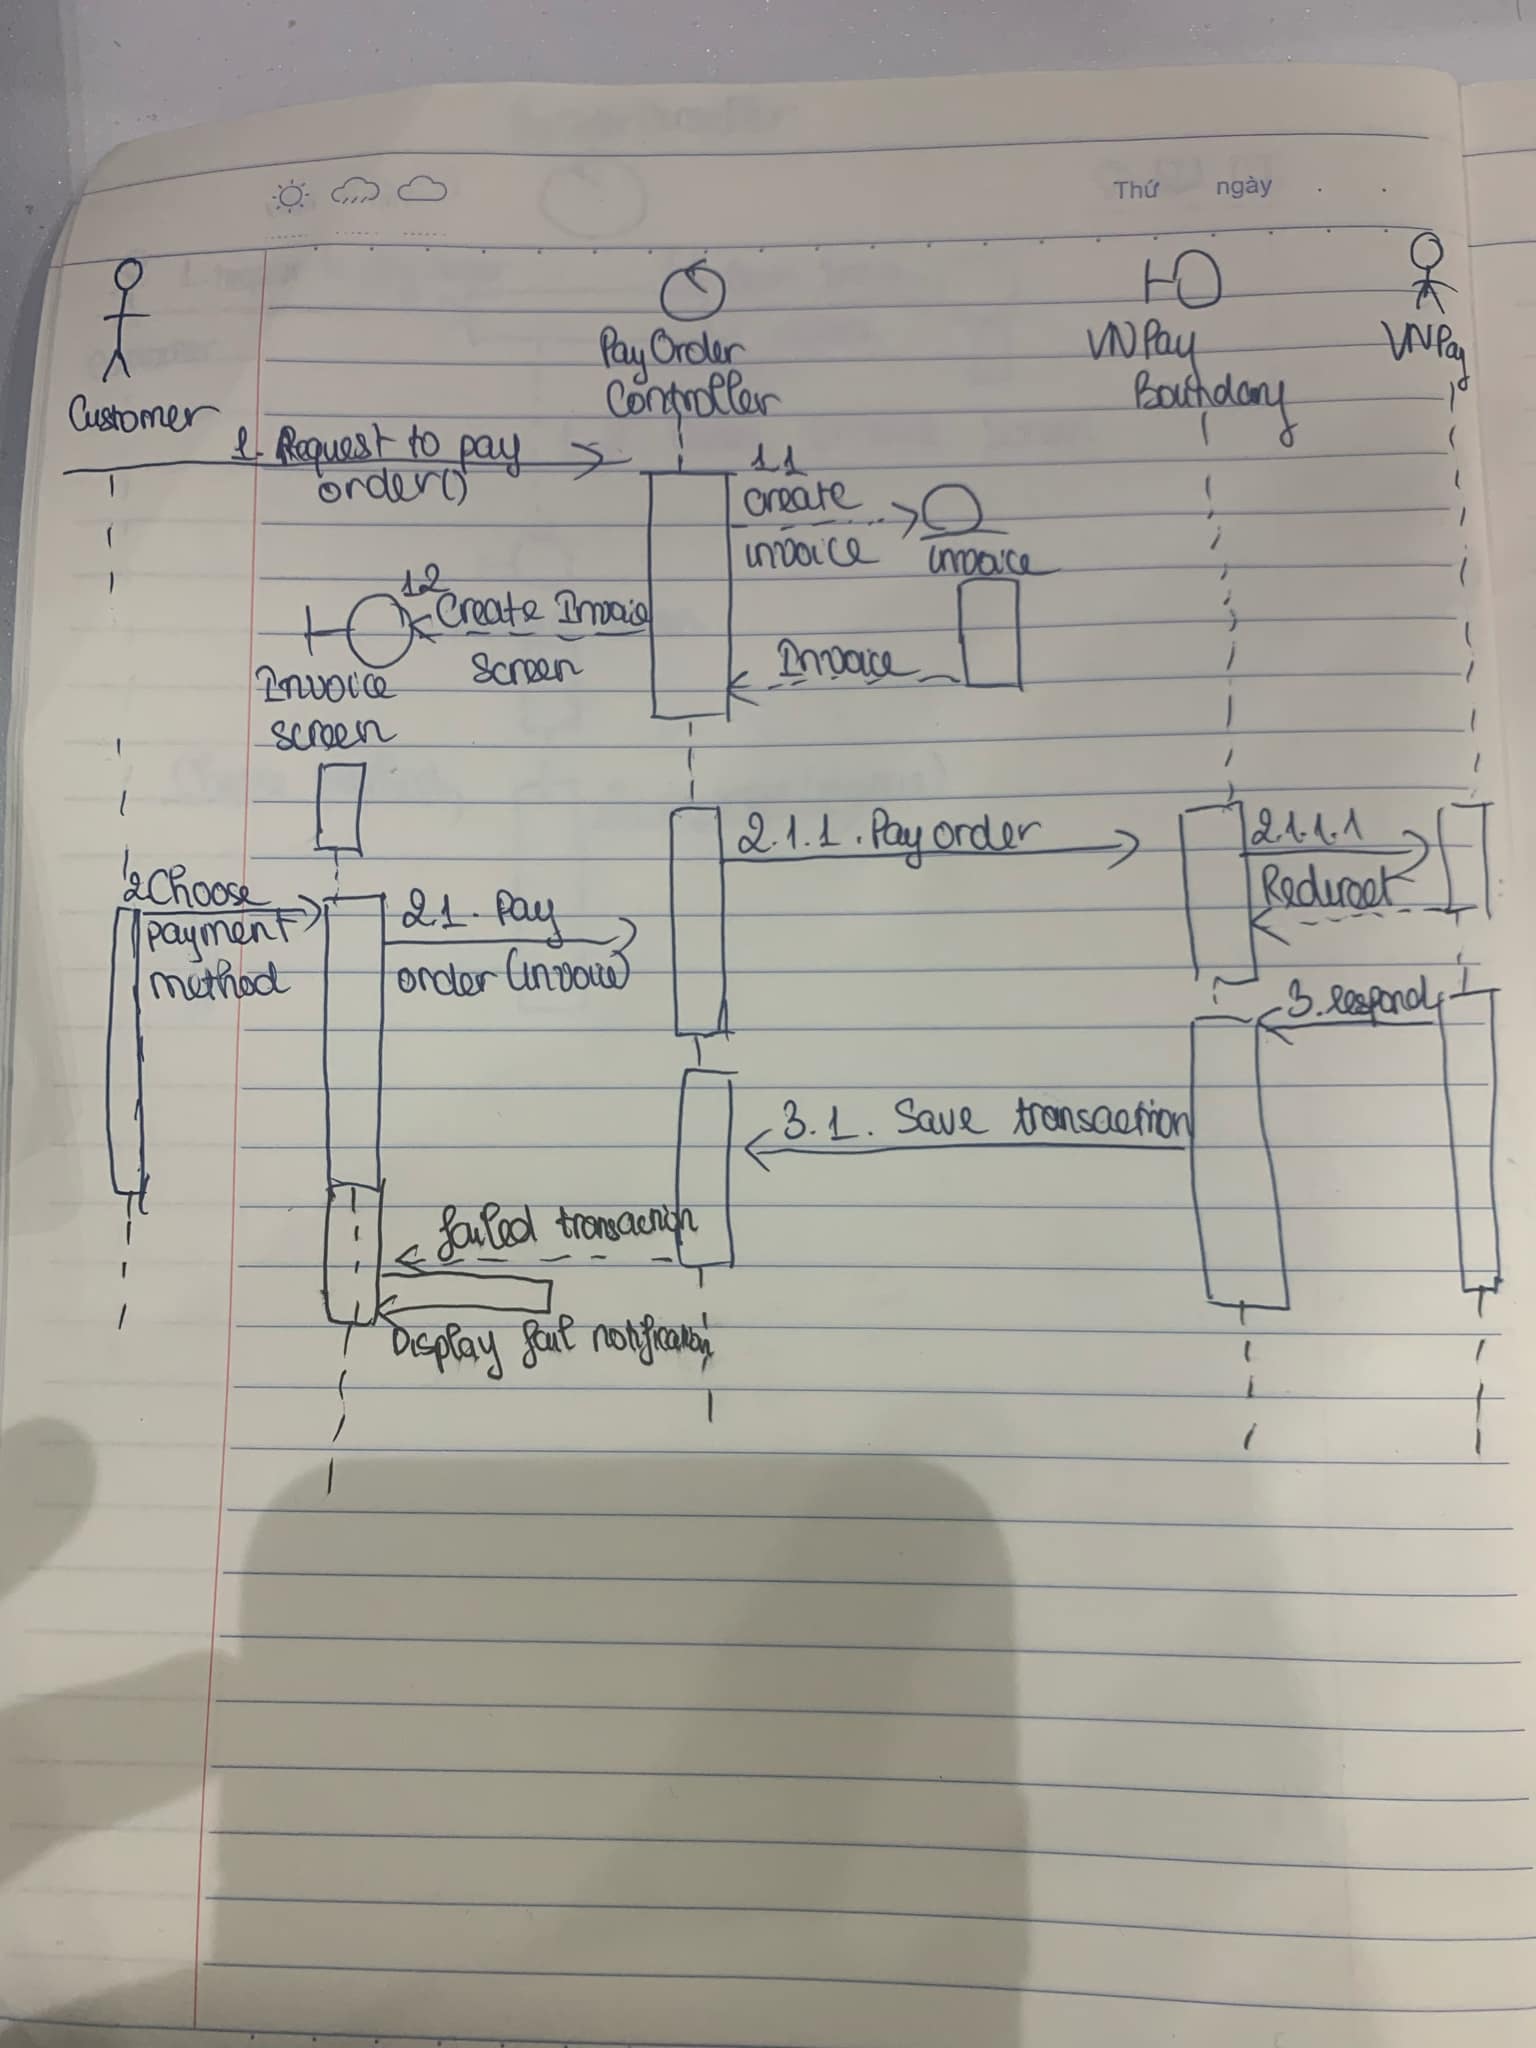 Thứ ngày
Customer
Pay Order
Controller
VNPay
Boundary
VNPay
1. Request to pay
order()
1.1
create
invoice
invoice
1.2
Create Invoice
screen
Invoice
screen
Invoice
2 Choose
payment
method
2.1. Pay
order (invoice)
2.1.1. Pay order
2.1.1.1
Redirect
3. respond
3.1. Save transaction
failed transaction
Display fail notification